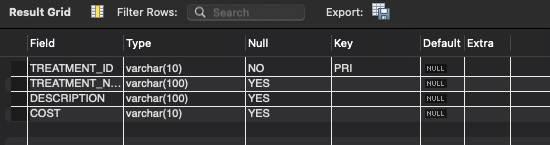 Result Grid Filter Rows: Search Export:
Field Type Null Key Default Extra
TREATMENT_ID varchar(10) NO PRI NULL
TREATMENT_N... varchar(100) YES NULL
DESCRIPTION varchar(100) YES NULL
COST varchar(10) YES NULL